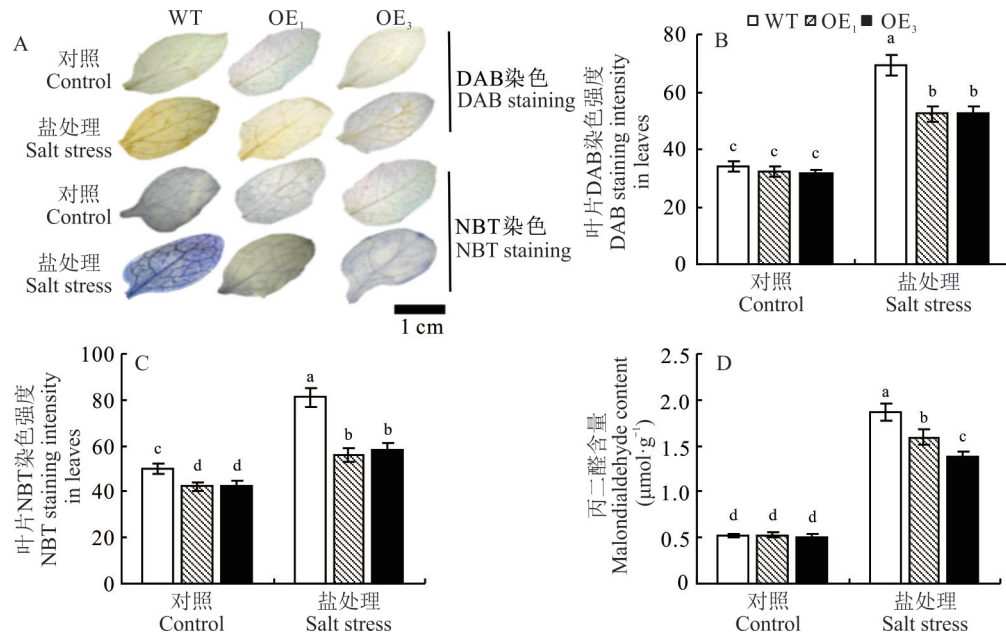 A
WT OE₁ OE₃
对照
Control
盐处理
Salt stress
对照
Control
盐处理
Salt stress
DAB染色
DAB staining
NBT染色
NBT staining
1 cm
WT OE₁ OE₃
B
叶片DAB染色强度
DAB staining intensity
in leaves
80
60
40
20
0
c c c
a b b
对照
Control
盐处理
Salt stress
C
叶片NBT染色强度
NBT staining intensity
in leaves
100
80
60
40
20
0
c d d
a b b
对照
Control
盐处理
Salt stress
D
丙二醛含量
Malondialdehyde content
(μmol·g⁻¹)
2.5
2.0
1.5
1.0
0.5
0
d d d
a b c
对照
Control
盐处理
Salt stress